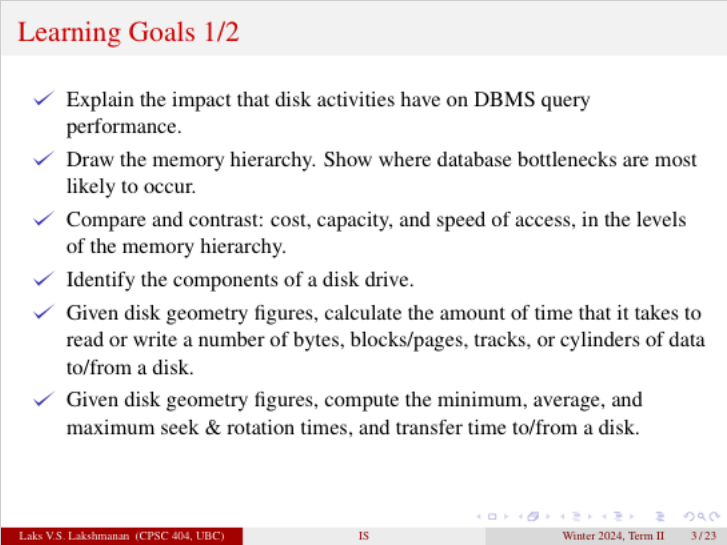 Learning Goals 1/2
Explain the impact that disk activities have on DBMS query
performance.
Draw the memory hierarchy. Show where database bottlenecks are most
likely to occur.
Compare and contrast: cost, capacity, and speed of access, in the levels
of the memory hierarchy.
Identify the components of a disk drive.
Given disk geometry figures, calculate the amount of time that it takes to
read or write a number of bytes, blocks/pages, tracks, or cylinders of data
to/from a disk.
Given disk geometry figures, compute the minimum, average, and
maximum seek & rotation times, and transfer time to/from a disk.
Laks V.S. Lakshmanan (CPSC 404, UBC) IS Winter 2024, Term II 3 / 23